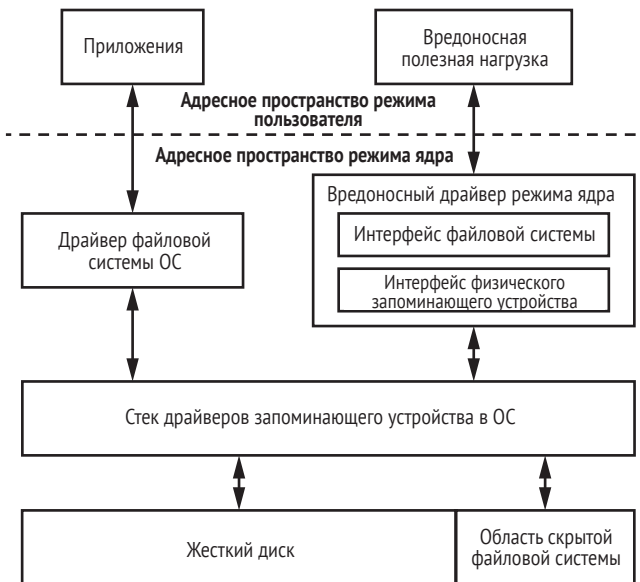 Приложения
Вредоносная
полезная нагрузка
Адресное пространство режима
пользователя
Адресное пространство режима ядра
Драйвер файловой
системы ОС
Вредоносный драйвер режима ядра
Интерфейс файловой системы
Интерфейс физического
запоминающего устройства
Стек драйверов запоминающего устройства в ОС
Жесткий диск
Область скрытой
файловой системы